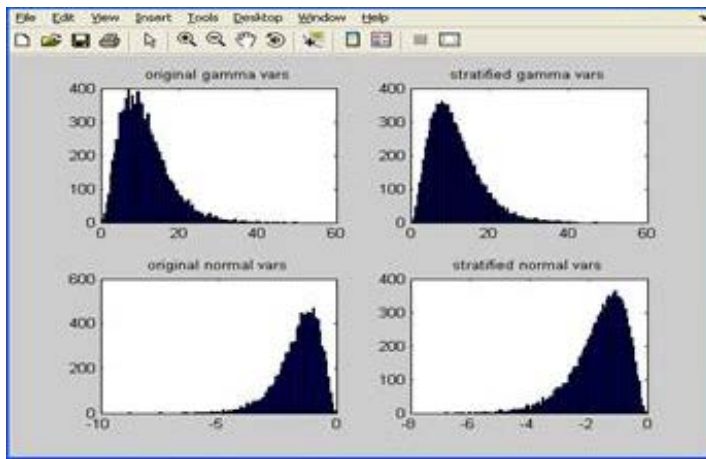 File Edit View Insert Tools Desktop Window Help
original gamma vars
400
300
200
100
0
0 20 40 60
stratified gamma vars
400
300
200
100
0
0 20 40 60
original normal vars
600
400
200
0
-10 -5 0
stratified normal vars
400
300
200
100
0
-8 -6 -4 -2 0